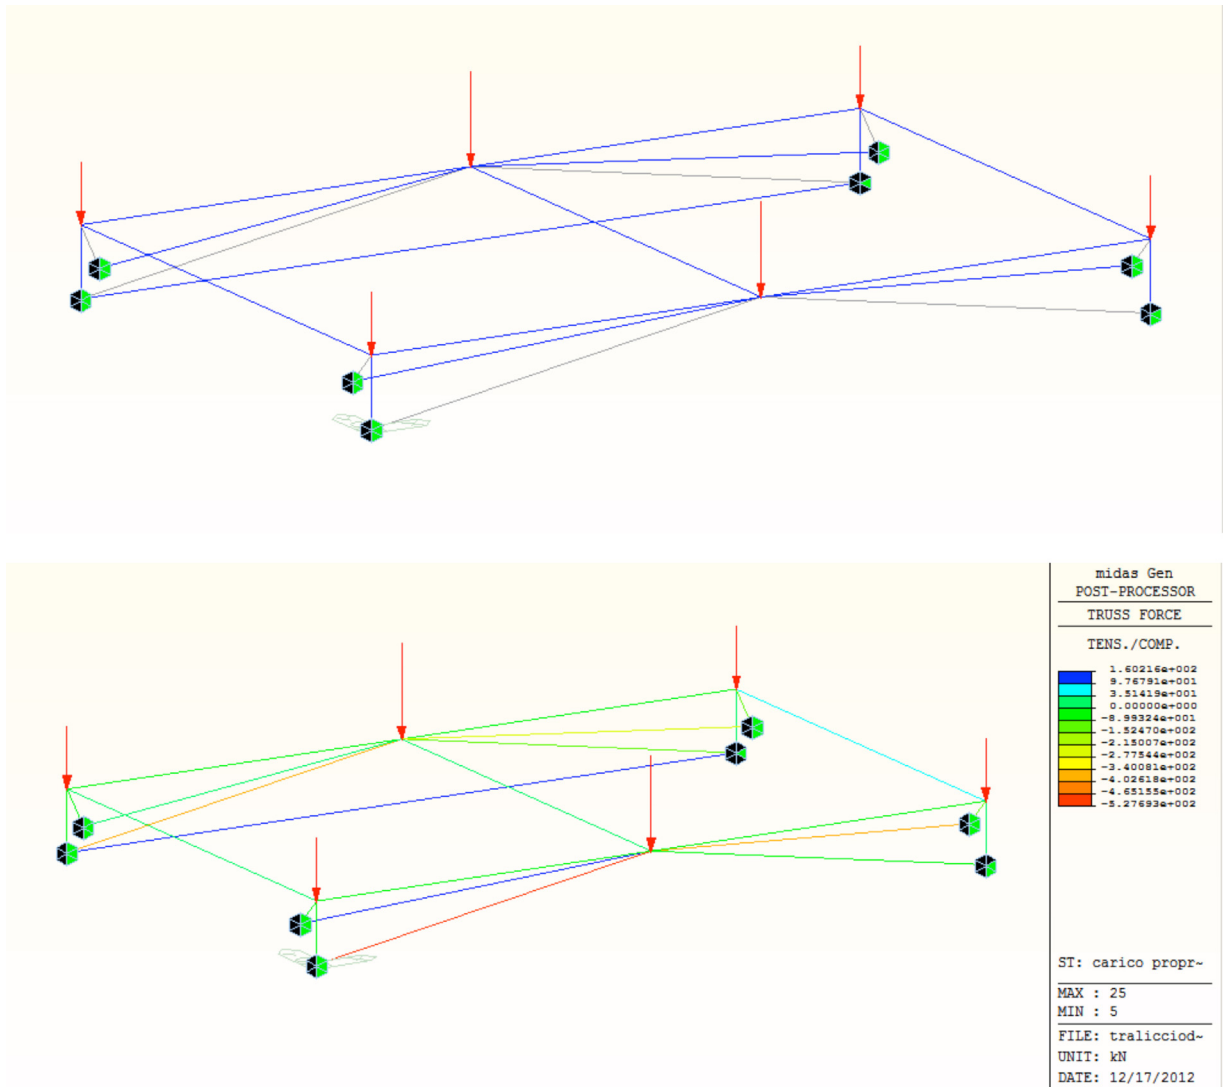 midas Gen
POST-PROCESSOR
TRUSS FORCE
TENS./COMP.
1.60216e+002
9.76791e+001
3.51419e+001
0.00000e+000
-8.99324e+001
-1.52470e+002
-2.15007e+002
-2.77544e+002
-3.40081e+002
-4.02618e+002
-4.65155e+002
-5.27693e+002
ST: carico propr~
MAX : 25
MIN : 5
FILE: tralicciod~
UNIT: kN
DATE: 12/17/2012